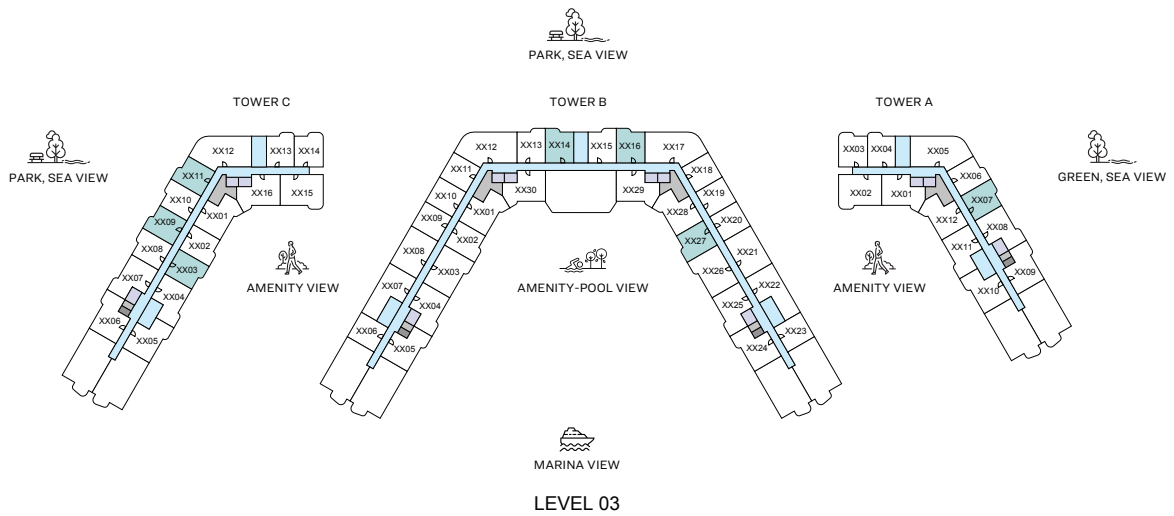 PARK, SEA VIEW
TOWER C
TOWER B
TOWER A
PARK, SEA VIEW
GREEN, SEA VIEW
XX12
XX13
XX14
XX11
XX16
XX15
XX10
XX01
XX09
XX02
XX08
XX03
XX07
XX04
XX06
XX05
XX12
XX13
XX14
XX15
XX16
XX17
XX11
XX30
XX29
XX18
XX10
XX01
XX28
XX19
XX09
XX02
XX27
XX20
XX08
XX03
XX26
XX21
XX07
XX04
XX25
XX22
XX06
XX05
XX24
XX23
XX03
XX04
XX05
XX02
XX01
XX06
XX12
XX07
XX11
XX08
XX10
XX09
AMENITY VIEW
AMENITY-POOL VIEW
AMENITY VIEW
MARINA VIEW
LEVEL 03